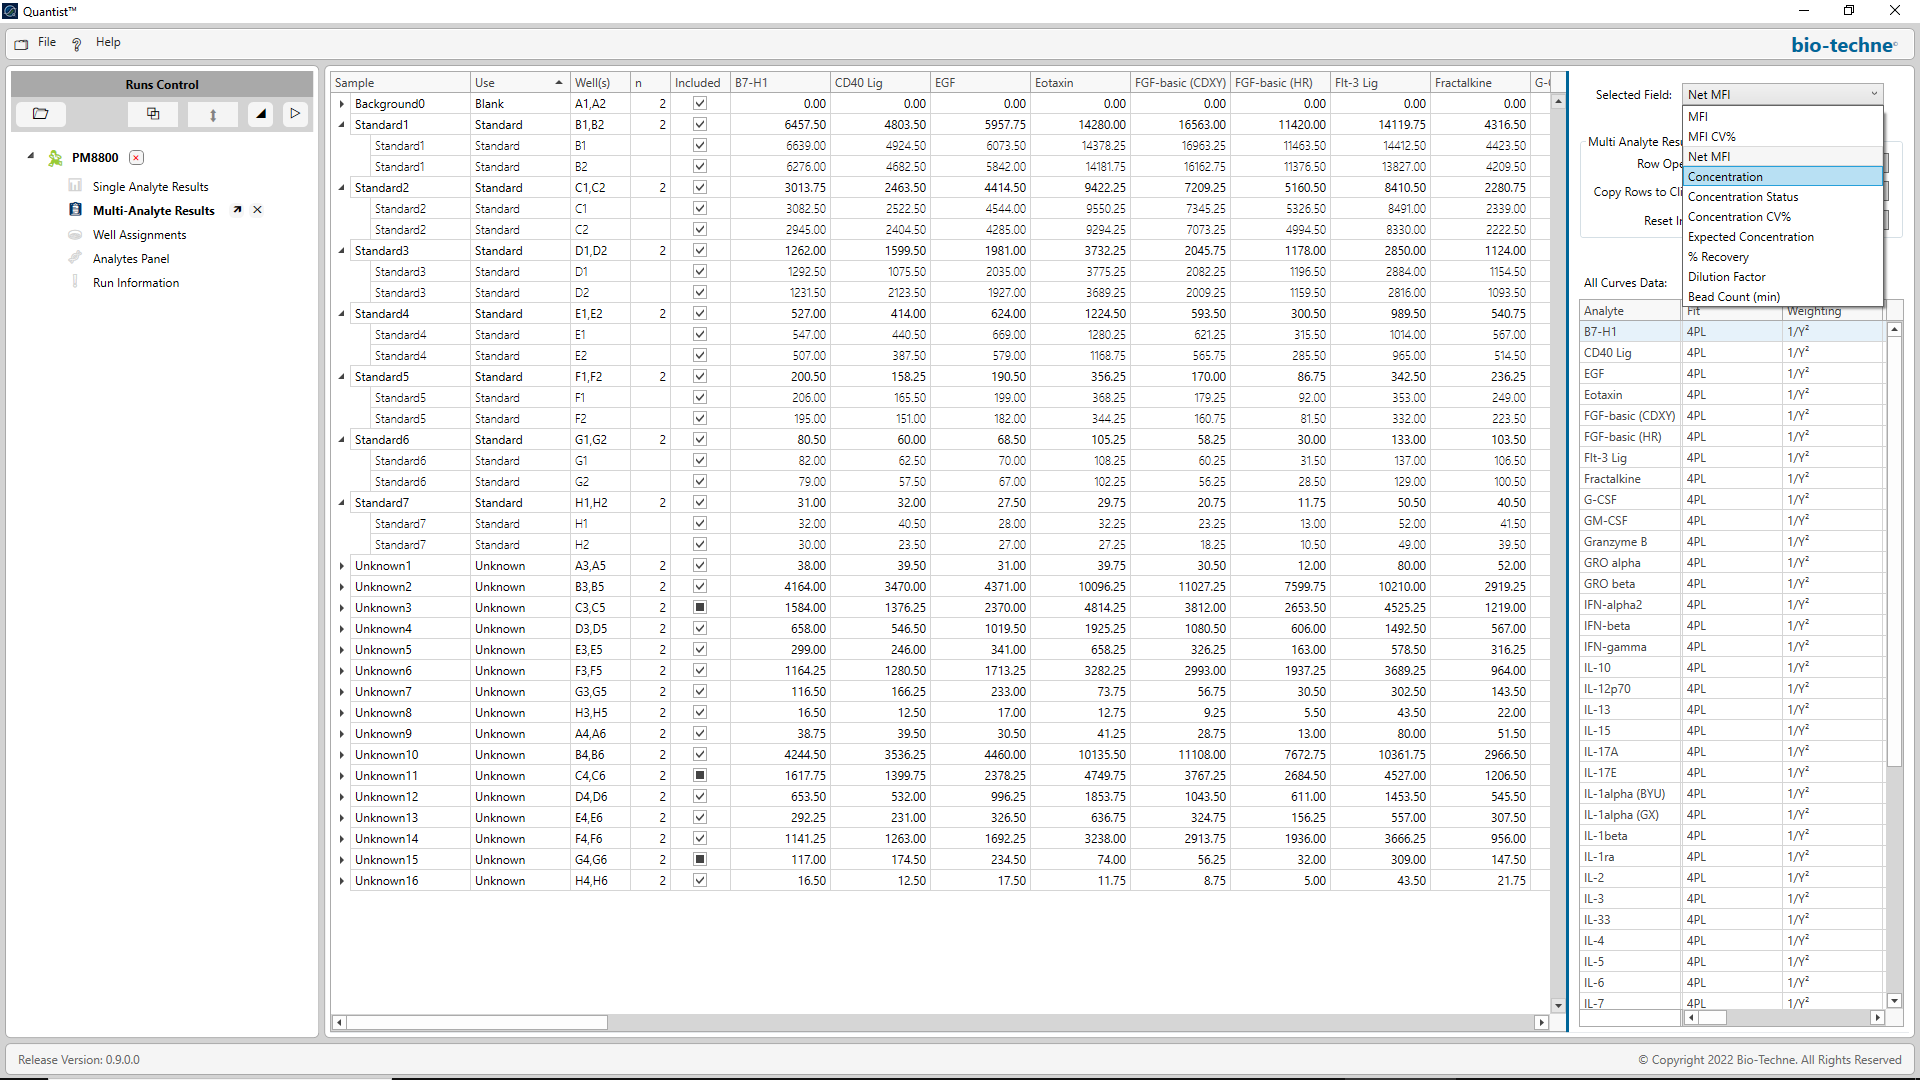 Quantist™
File Help
bio-techne
Runs Control
PM8800
Single Analyte Results
Multi-Analyte Results
Well Assignments
Analytes Panel
Run Information
Sample Use Well(s) n Included B7-H1 CD40 Lig EGF Eotaxin FGF-basic (CDXY) FGF-basic (HR) Flt-3 Lig Fractalkine
Background0 Blank A1,A2 2 0.00 0.00 0.00 0.00 0.00 0.00 0.00 0.00
Standard1 Standard B1,B2 2 6457.50 4803.50 5957.75 14280.00 16563.00 11420.00 14119.75 4316.50
Standard1 Standard B1 6639.00 4924.50 6073.50 14378.25 16963.25 11463.50 14412.50 4423.50
Standard1 Standard B2 6276.00 4682.50 5842.00 14181.75 16162.75 11376.50 13827.00 4209.50
Standard2 Standard C1,C2 2 3013.75 2463.50 4414.50 9422.25 7209.25 5160.50 8410.50 2280.75
Standard2 Standard C1 3082.50 2522.50 4544.00 9550.25 7345.25 5326.50 8491.00 2339.00
Standard2 Standard C2 2945.00 2404.50 4285.00 9294.25 7073.25 4994.50 8330.00 2222.50
Standard3 Standard D1,D2 2 1262.00 1599.50 1981.00 3732.25 2045.75 1178.00 2850.00 1124.00
Standard3 Standard D1 1292.50 1075.50 2035.00 3775.25 2082.25 1196.50 2884.00 1154.50
Standard3 Standard D2 1231.50 2123.50 1927.00 3689.25 2009.25 1159.50 2816.00 1093.50
Standard4 Standard E1,E2 2 527.00 414.00 624.00 1224.50 593.50 300.50 989.50 540.75
Standard4 Standard E1 547.00 440.50 669.00 1280.25 621.25 315.50 1014.00 567.00
Standard4 Standard E2 507.00 387.50 579.00 1168.75 565.75 285.50 965.00 514.50
Standard5 Standard F1,F2 2 200.50 158.25 190.50 356.25 170.00 86.75 342.50 236.25
Standard5 Standard F1 206.00 165.50 199.00 368.25 179.25 92.00 353.00 249.00
Standard5 Standard F2 195.00 151.00 182.00 344.25 160.75 81.50 332.00 223.50
Standard6 Standard G1,G2 2 80.50 60.00 68.50 105.25 58.25 30.00 133.00 103.50
Standard6 Standard G1 82.00 62.50 70.00 108.25 60.25 31.50 137.00 106.50
Standard6 Standard G2 79.00 57.50 67.00 102.25 56.25 28.50 129.00 100.50
Standard7 Standard H1,H2 2 31.00 32.00 27.50 29.75 20.75 11.75 50.50 40.50
Standard7 Standard H1 32.00 40.50 28.00 32.25 23.25 13.00 52.00 41.50
Standard7 Standard H2 30.00 23.50 27.00 27.25 18.25 10.50 49.00 39.50
Unknown1 Unknown A3,A5 2 38.00 39.50 31.00 39.75 30.50 12.00 80.00 52.00
Unknown2 Unknown B3,B5 2 4164.00 3470.00 4371.00 10096.25 11027.25 7599.75 10210.00 2919.25
Unknown3 Unknown C3,C5 2 1584.00 1376.25 2370.00 4814.25 3812.00 2653.50 4525.25 1219.00
Unknown4 Unknown D3,D5 2 658.00 546.50 1019.50 1925.25 1080.50 606.00 1492.50 567.00
Unknown5 Unknown E3,E5 2 299.00 246.00 341.00 658.25 326.25 163.00 578.50 316.25
Unknown6 Unknown F3,F5 2 1164.25 1280.50 1713.25 3282.25 2993.00 1937.25 3689.25 964.00
Unknown7 Unknown G3,G5 2 116.50 166.25 233.00 73.75 56.75 30.50 302.50 143.50
Unknown8 Unknown H3,H5 2 16.50 12.50 17.00 12.75 9.25 5.50 43.50 22.00
Unknown9 Unknown A4,A6 2 38.75 39.50 30.50 41.25 28.75 13.00 80.00 51.50
Unknown10 Unknown B4,B6 2 4244.50 3536.25 4460.00 10135.50 11108.00 7672.75 10361.75 2966.50
Unknown11 Unknown C4,C6 2 1617.75 1399.75 2378.25 4749.75 3767.25 2684.50 4527.00 1206.50
Unknown12 Unknown D4,D6 2 653.50 532.00 996.25 1853.75 1043.50 611.00 1453.50 545.50
Unknown13 Unknown E4,E6 2 292.25 231.00 326.50 636.75 324.75 156.25 557.00 307.50
Unknown14 Unknown F4,F6 2 1141.25 1263.00 1692.25 3238.00 2913.75 1936.00 3666.25 956.00
Unknown15 Unknown G4,G6 2 117.00 174.50 234.50 74.00 56.25 32.00 309.00 147.50
Unknown16 Unknown H4,H6 2 16.50 12.50 17.50 11.75 8.75 5.00 43.50 21.75
Selected Field: Net MFI
MFI
MFI CV%
Net MFI
Concentration
Concentration Status
Concentration CV%
Expected Concentration
% Recovery
Dilution Factor
Bead Count (min)
Multi Analyte Resu
Row Ope
Copy Rows to Cli
Reset In
All Curves Data:
Analyte Fit Weighting
B7-H1 4PL 1/Y²
CD40 Lig 4PL 1/Y²
EGF 4PL 1/Y²
Eotaxin 4PL 1/Y²
FGF-basic (CDXY) 4PL 1/Y²
FGF-basic (HR) 4PL 1/Y²
Flt-3 Lig 4PL 1/Y²
Fractalkine 4PL 1/Y²
G-CSF 4PL 1/Y²
GM-CSF 4PL 1/Y²
Granzyme B 4PL 1/Y²
GRO alpha 4PL 1/Y²
GRO beta 4PL 1/Y²
IFN-alpha2 4PL 1/Y²
IFN-beta 4PL 1/Y²
IFN-gamma 4PL 1/Y²
IL-10 4PL 1/Y²
IL-12p70 4PL 1/Y²
IL-13 4PL 1/Y²
IL-15 4PL 1/Y²
IL-17A 4PL 1/Y²
IL-17E 4PL 1/Y²
IL-1alpha (BYU) 4PL 1/Y²
IL-1alpha (GX) 4PL 1/Y²
IL-1beta 4PL 1/Y²
IL-1ra 4PL 1/Y²
IL-2 4PL 1/Y²
IL-3 4PL 1/Y²
IL-33 4PL 1/Y²
IL-4 4PL 1/Y²
IL-5 4PL 1/Y²
IL-6 4PL 1/Y²
IL-7 4PL 1/Y²
Release Version: 0.9.0.0
© Copyright 2022 Bio-Techne. All Rights Reserved